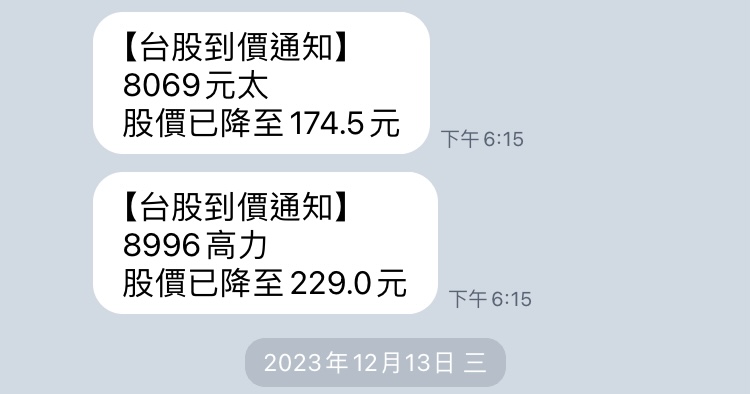 【台股到價通知】
8069元太
股價已降至174.5元
下午6:15
【台股到價通知】
8996高力
股價已降至229.0元
下午6:15
2023年12月13日 三